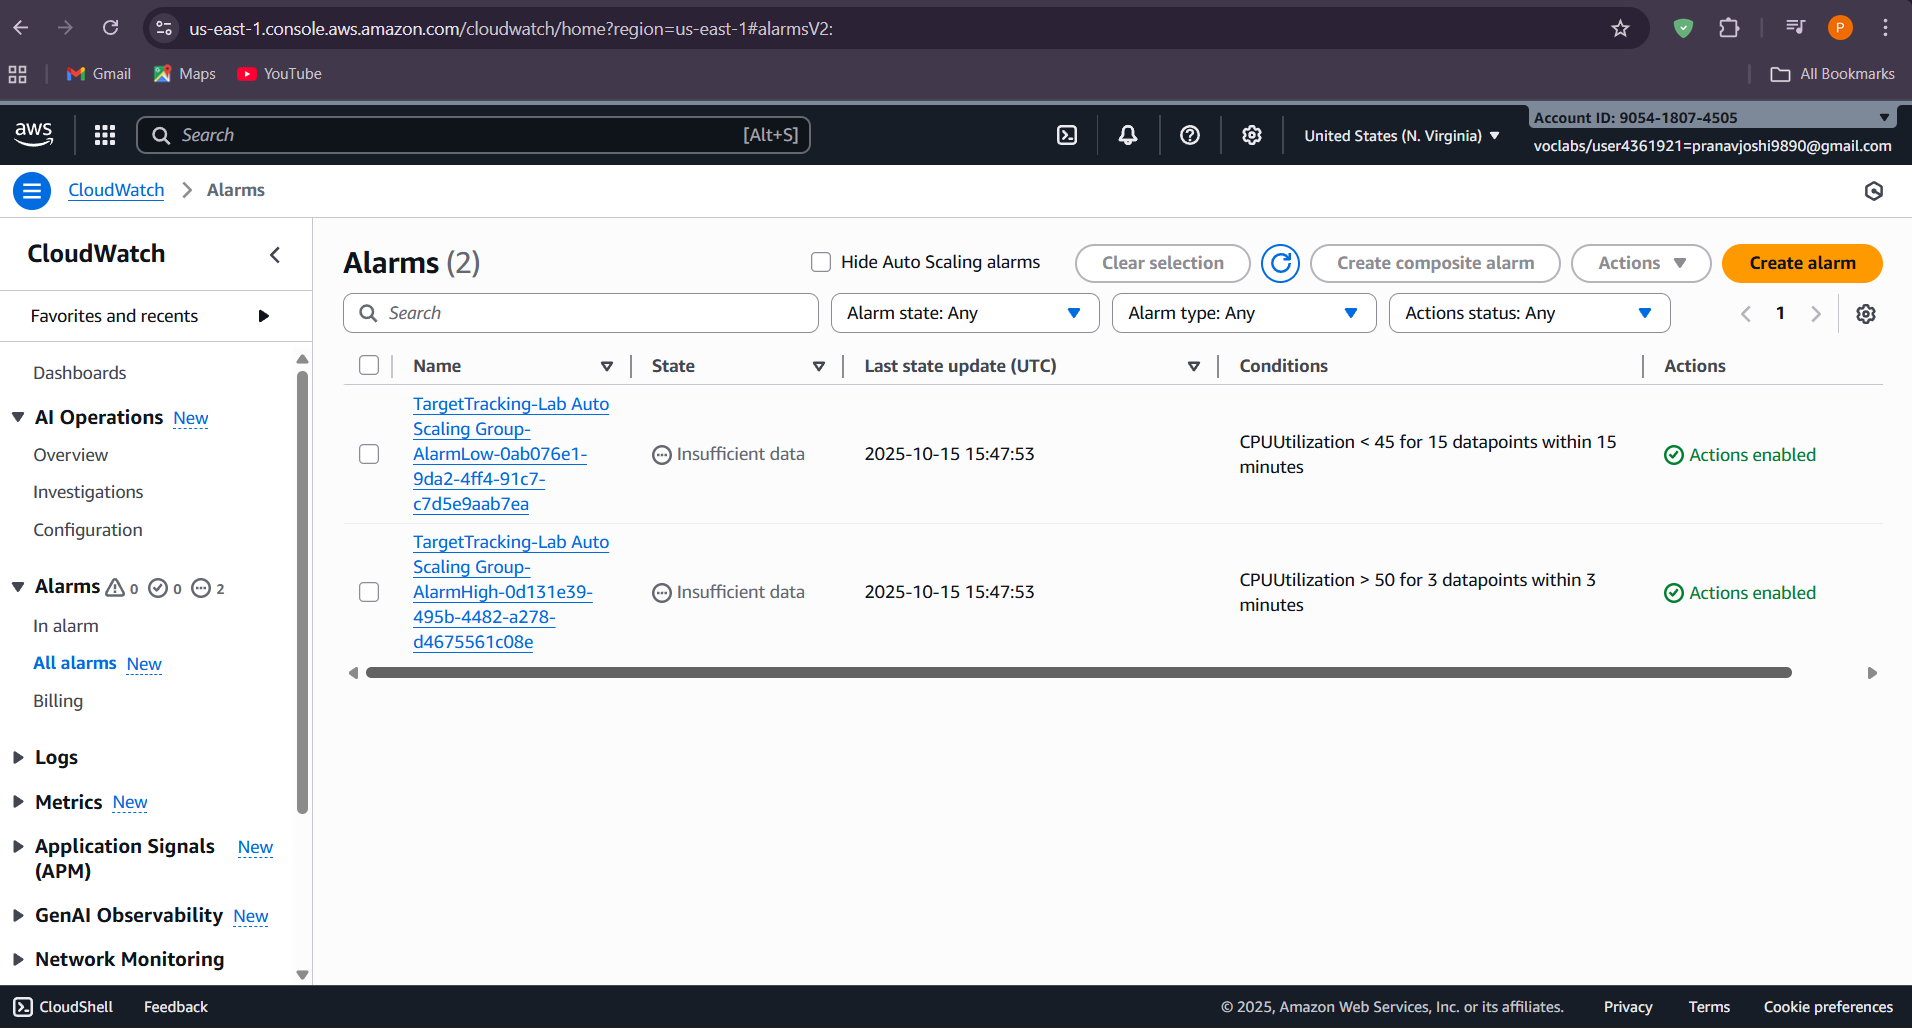 us-east-1.console.aws.amazon.com/cloudwatch/home?region=us-east-1#alarmsV2:
P
Gmail
Maps
YouTube
All Bookmarks
aws
Search
[Alt+S]
United States (N. Virginia)
Account ID: 9054-1807-4505
voclabs/user4361921=pranavjoshi9890@gmail.com
CloudWatch
Alarms
CloudWatch
Favorites and recents
Dashboards
AI Operations New
Overview
Investigations
Configuration
Alarms 0 0 2
In alarm
All alarms New
Billing
Logs
Metrics New
Application Signals New
(APM)
GenAI Observability New
Network Monitoring
Alarms (2)
Hide Auto Scaling alarms
Clear selection
Create composite alarm
Actions
Create alarm
Search
Alarm state: Any
Alarm type: Any
Actions status: Any
1
Name
State
Last state update (UTC)
Conditions
Actions
TargetTracking-Lab Auto
Scaling Group-
AlarmLow-0ab076e1-
9da2-4ff4-91c7-
c7d5e9aab7ea
Insufficient data
2025-10-15 15:47:53
CPUUtilization < 45 for 15 datapoints within 15
minutes
Actions enabled
TargetTracking-Lab Auto
Scaling Group-
AlarmHigh-0d131e39-
495b-4482-a278-
d4675561c08e
Insufficient data
2025-10-15 15:47:53
CPUUtilization > 50 for 3 datapoints within 3
minutes
Actions enabled
CloudShell
Feedback
© 2025, Amazon Web Services, Inc. or its affiliates.
Privacy
Terms
Cookie preferences